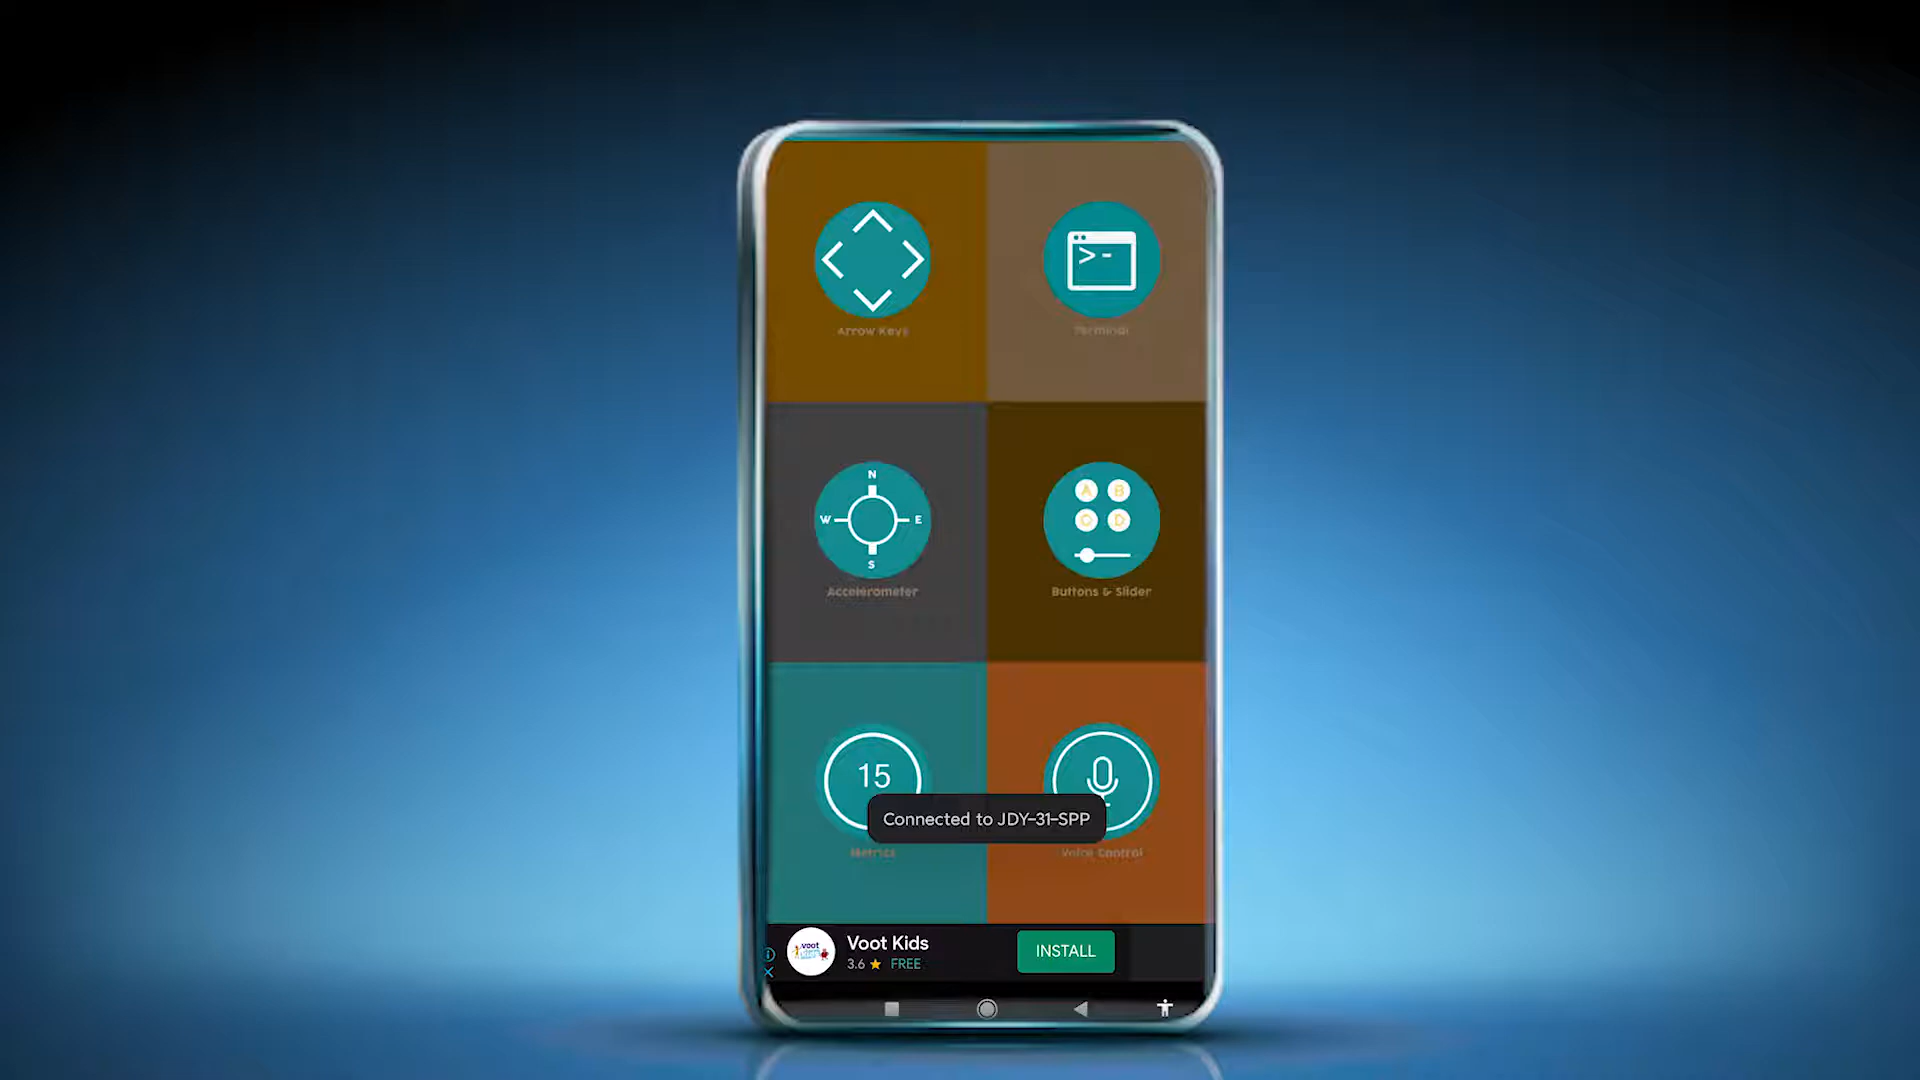 Arrow Keys
Terminal
>-
N
W
E
S
Accelerometer
A B
C D
Buttons & Slider
15
Connected to JDY-31-SPP
Metrics
Voice Control
voot
Voot Kids
3.6 ★ FREE
INSTALL